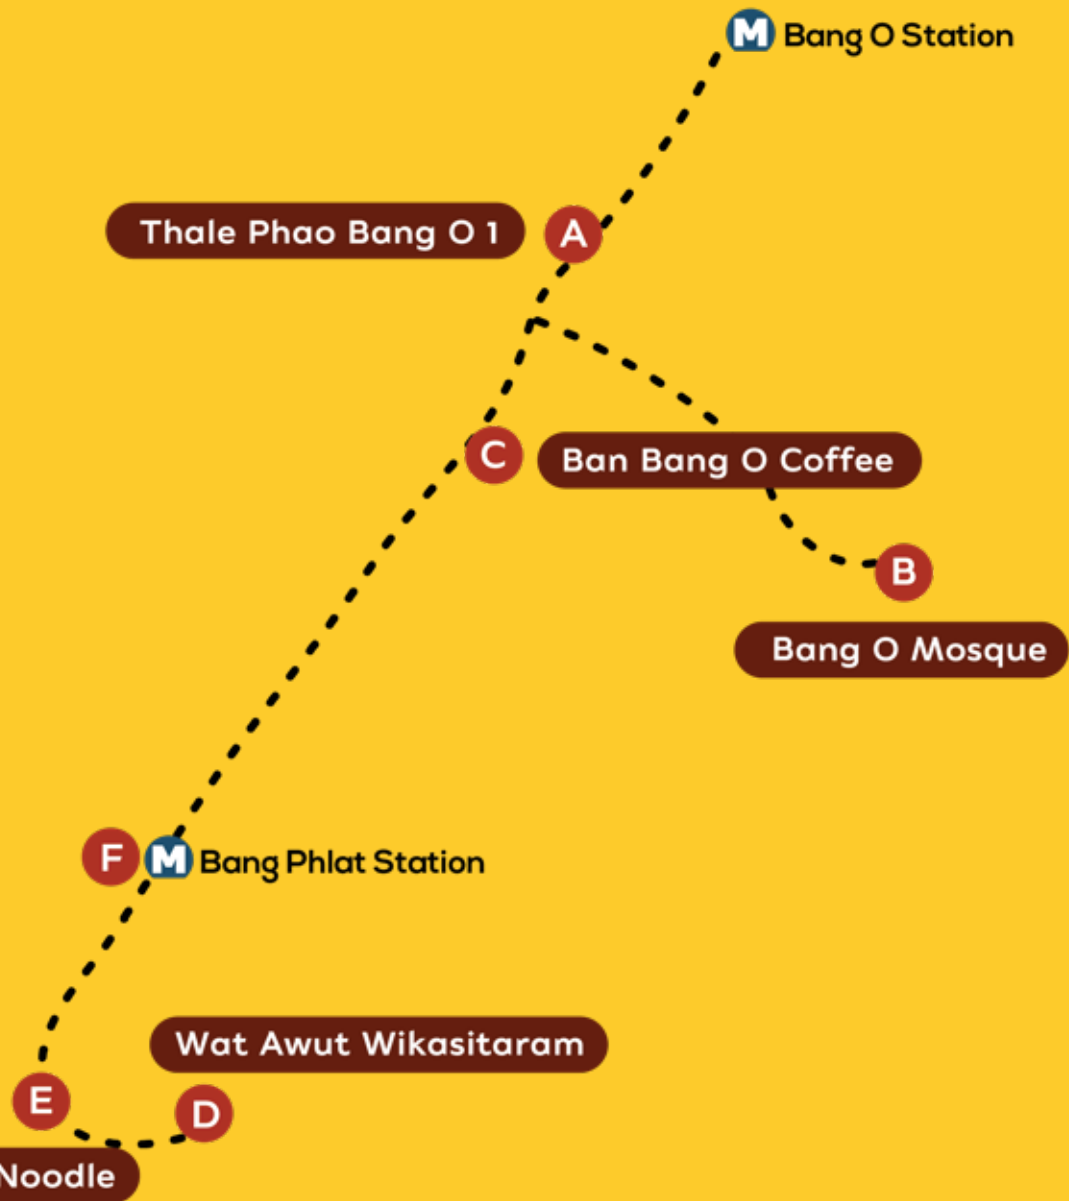 M Bang O Station
Thale Phao Bang O 1
A
C
Ban Bang O Coffee
B
Bang O Mosque
F
M Bang Phlat Station
Wat Awut Wikasitaram
E
D
Noodle